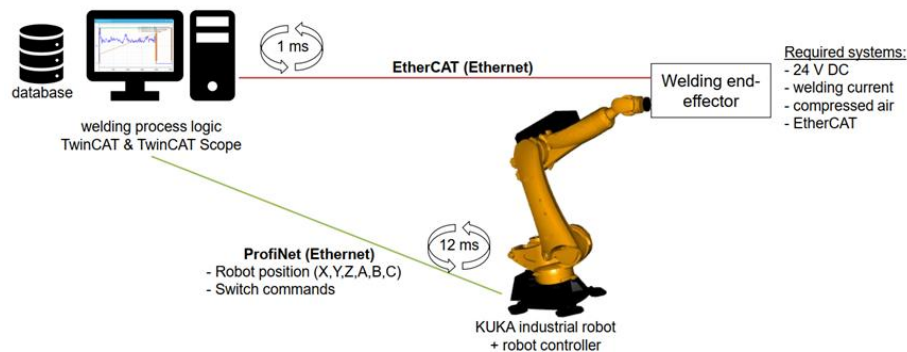 database
welding process logic
TwinCAT & TwinCAT Scope
1 ms
EtherCAT (Ethernet)
Welding end-
effector
Required systems:
- 24 V DC
- welding current
- compressed air
- EtherCAT
ProfiNet (Ethernet)
- Robot position (X,Y,Z,A,B,C)
- Switch commands
12 ms
KUKA industrial robot
+ robot controller